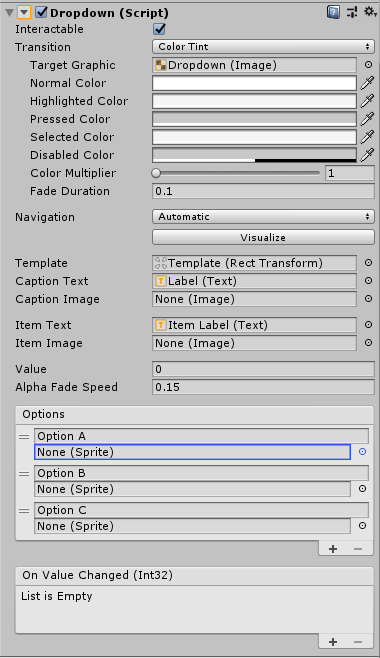 Dropdown (Script)
Interactable
Transition Color Tint
Target Graphic Dropdown (Image)
Normal Color
Highlighted Color
Pressed Color
Selected Color
Disabled Color
Color Multiplier 1
Fade Duration 0.1
Navigation Automatic
Visualize
Template Template (Rect Transform)
Caption Text Label (Text)
Caption Image None (Image)
Item Text Item Label (Text)
Item Image None (Image)
Value 0
Alpha Fade Speed 0.15
Options
Option A
None (Sprite)
Option B
None (Sprite)
Option C
None (Sprite)
+ −
On Value Changed (Int32)
List is Empty
+ −